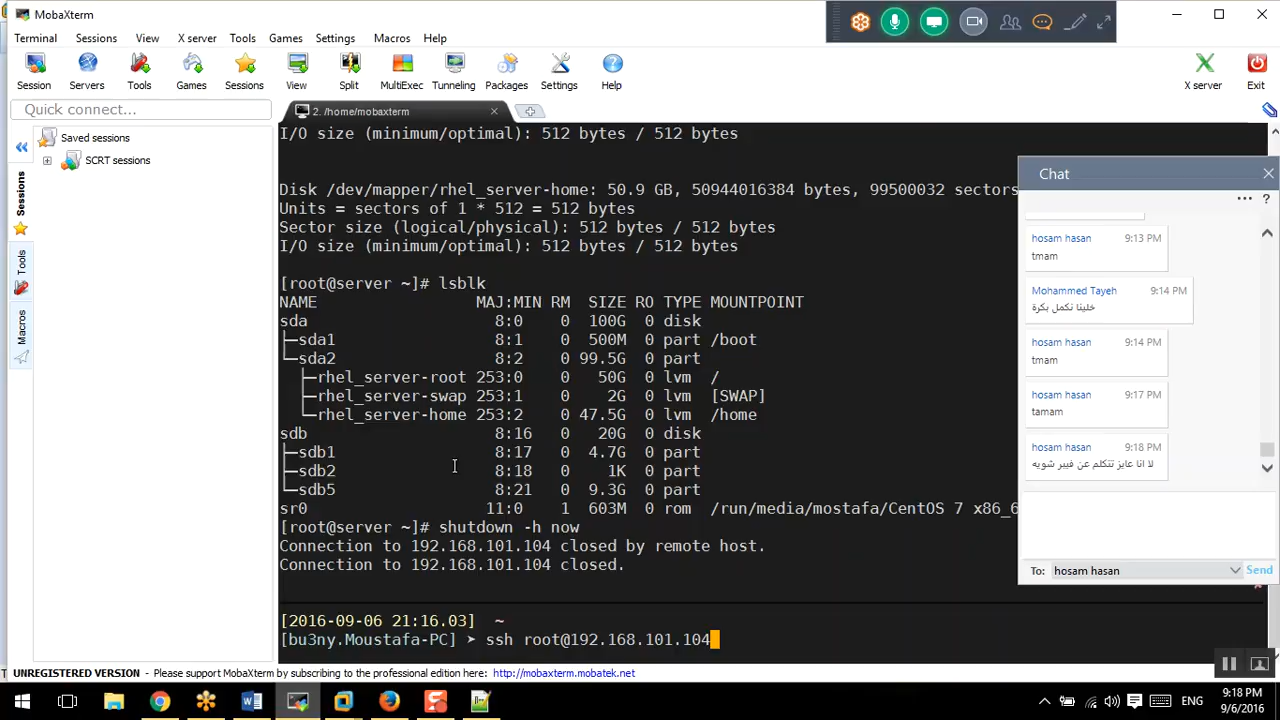 MobaXterm
Terminal Sessions View X server Tools Games Settings Macros Help
Session Servers Tools Games Sessions View Split MultiExec Tunneling Packages Settings Help X server Exit
Quick connect...
2. /home/mobaxterm
Saved sessions
SCRT sessions
Sessions
Tools
Macros
I/O size (minimum/optimal): 512 bytes / 512 bytes
Disk /dev/mapper/rhel_server-home: 50.9 GB, 50944016384 bytes, 99500032 sectors
Units = sectors of 1 * 512 = 512 bytes
Sector size (logical/physical): 512 bytes / 512 bytes
I/O size (minimum/optimal): 512 bytes / 512 bytes
[root@server ~]# lsblk
NAME MAJ:MIN RM SIZE RO TYPE MOUNTPOINT
sda 8:0 0 100G 0 disk
├─sda1 8:1 0 500M 0 part /boot
└─sda2 8:2 0 99.5G 0 part
├─rhel_server-root 253:0 0 50G 0 lvm /
├─rhel_server-swap 253:1 0 2G 0 lvm [SWAP]
└─rhel_server-home 253:2 0 47.5G 0 lvm /home
sdb 8:16 0 20G 0 disk
├─sdb1 8:17 0 4.7G 0 part
├─sdb2 8:18 0 1K 0 part
└─sdb5 8:21 0 9.3G 0 part
sr0 11:0 1 603M 0 rom /run/media/mostafa/CentOS 7 x86_6
[root@server ~]# shutdown -h now
Connection to 192.168.101.104 closed by remote host.
Connection to 192.168.101.104 closed.
[2016-09-06 21:16.03] ~
[bu3ny.Moustafa-PC] ➤ ssh root@192.168.101.104
Chat
... ?
hosam hasan 9:13 PM
tmam
Mohammed Tayeh 9:14 PM
خلينا نكمل بكرة
hosam hasan 9:14 PM
tmam
hosam hasan 9:17 PM
tamam
hosam hasan 9:18 PM
لا انا عايز تتكلم عن فيبر شويه
To: hosam hasan Send
UNREGISTERED VERSION - Please support MobaXterm by subscribing to the professional edition here: http://mobaxterm.mobatek.net
ENG
9:18 PM
9/6/2016